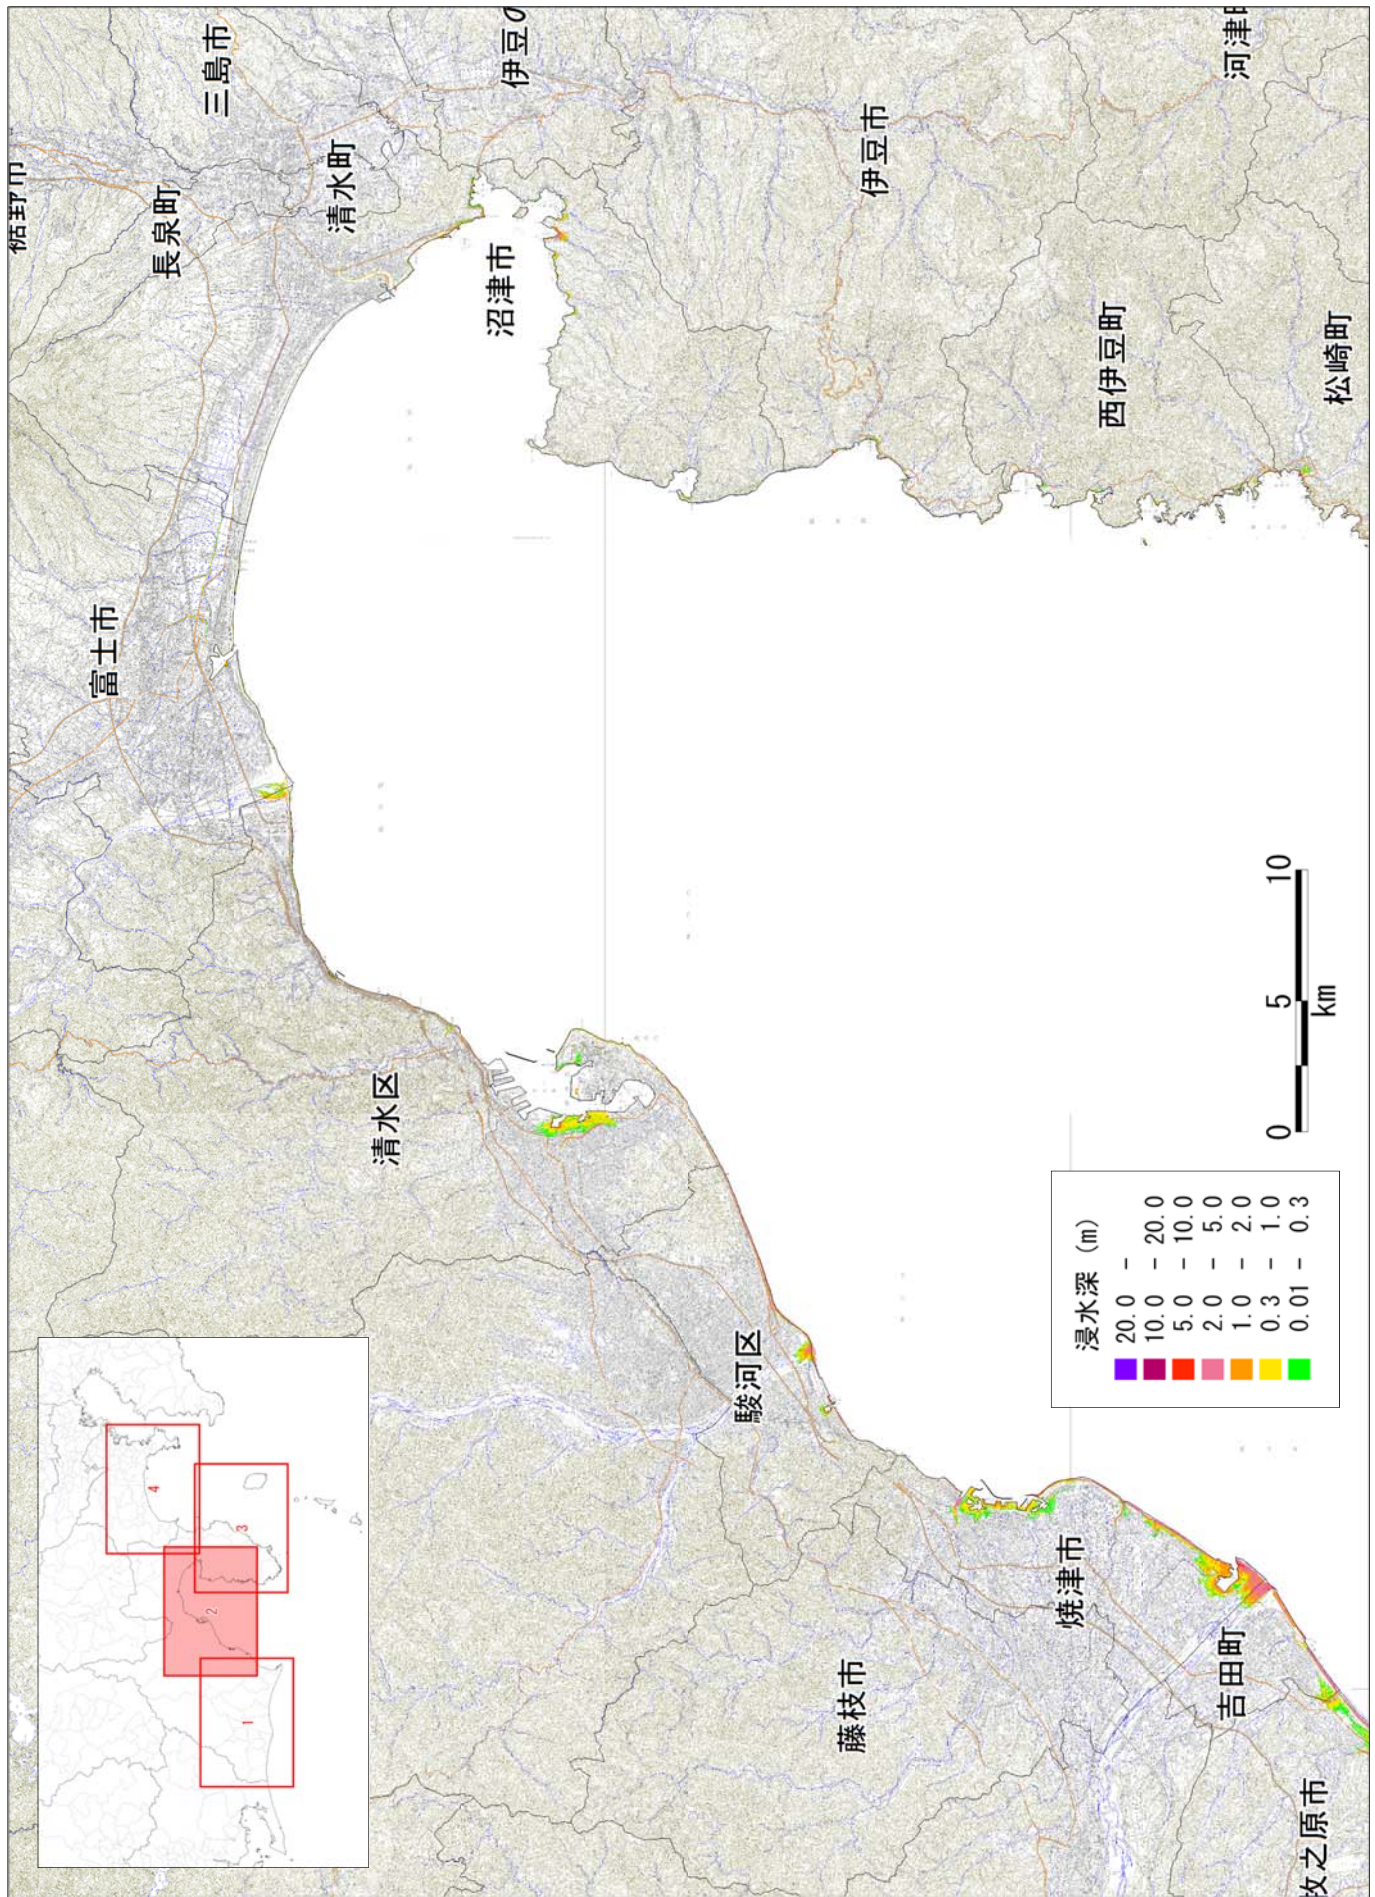 裾野市
三島市
長泉町
清水町
伊豆の
沼津市
伊豆市
河津町
西伊豆町
松崎町
富士市
清水区
駿河区
焼津市
藤枝市
吉田町
牧之原市
0 5 10
km
浸水深 (m)
20.0 -
10.0 - 20.0
5.0 - 10.0
2.0 - 5.0
1.0 - 2.0
0.3 - 1.0
0.01 - 0.3
1
2
3
4